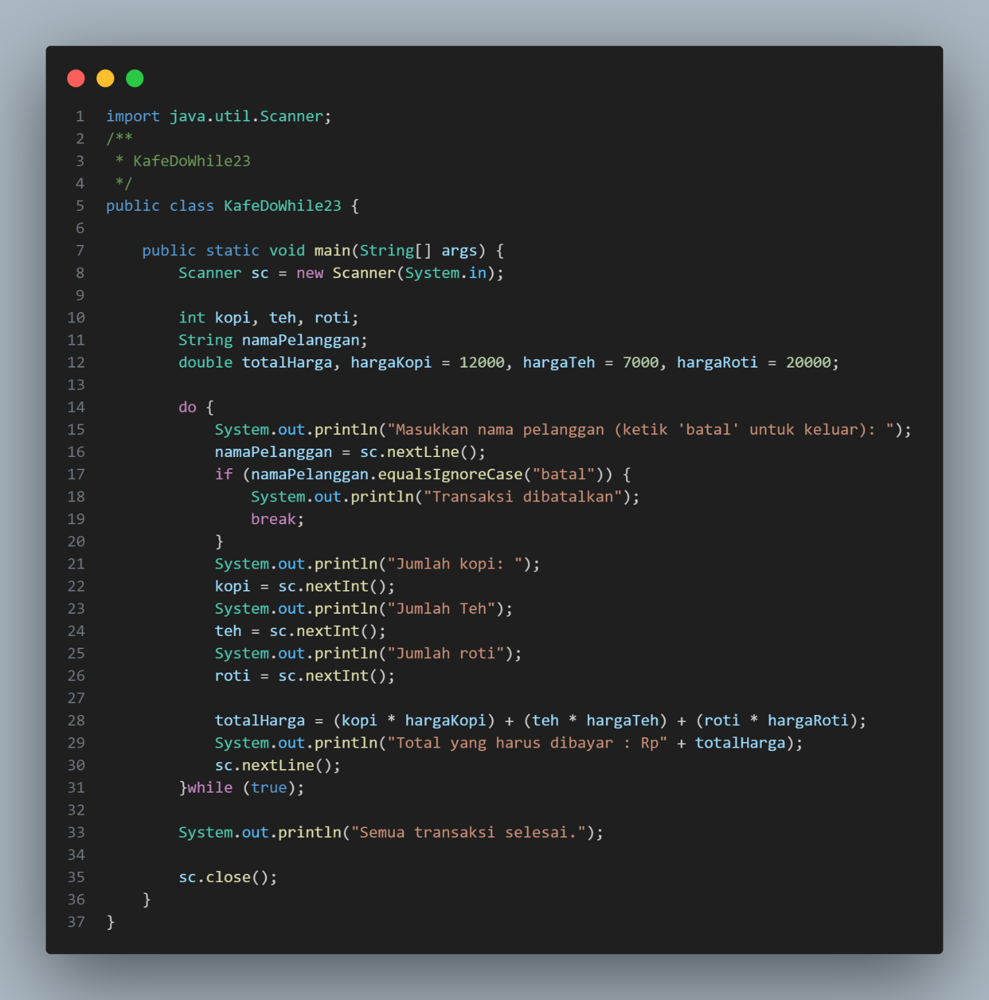 1 import java.util.Scanner;
2 /**
3  * KafeDoWhile23
4  */
5 public class KafeDoWhile23 {
6
7     public static void main(String[] args) {
8         Scanner sc = new Scanner(System.in);
9
10         int kopi, teh, roti;
11         String namaPelanggan;
12         double totalHarga, hargaKopi = 12000, hargaTeh = 7000, hargaRoti = 20000;
13
14         do {
15             System.out.println("Masukkan nama pelanggan (ketik 'batal' untuk keluar): ");
16             namaPelanggan = sc.nextLine();
17             if (namaPelanggan.equalsIgnoreCase("batal")) {
18                 System.out.println("Transaksi dibatalkan");
19                 break;
20             }
21             System.out.println("Jumlah kopi: ");
22             kopi = sc.nextInt();
23             System.out.println("Jumlah Teh");
24             teh = sc.nextInt();
25             System.out.println("Jumlah roti");
26             roti = sc.nextInt();
27
28             totalHarga = (kopi * hargaKopi) + (teh * hargaTeh) + (roti * hargaRoti);
29             System.out.println("Total yang harus dibayar : Rp" + totalHarga);
30             sc.nextLine();
31         }while (true);
32
33         System.out.println("Semua transaksi selesai.");
34
35         sc.close();
36     }
37 }